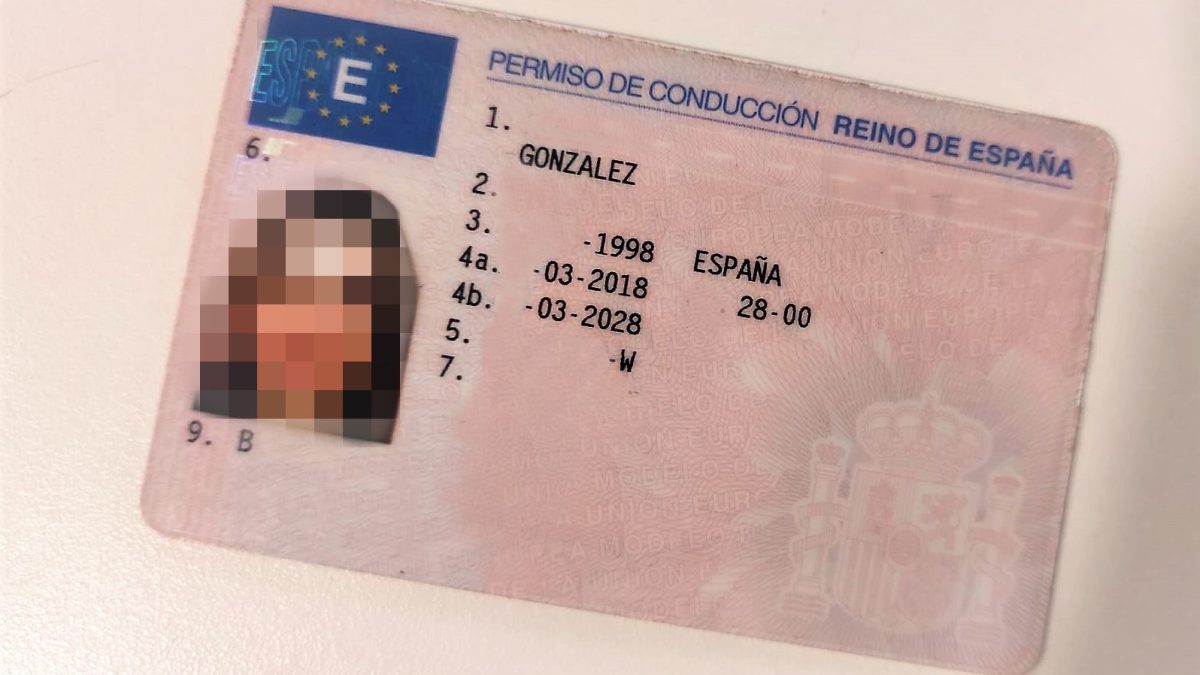 E
PERMISO DE CONDUCCIÓN REINO DE ESPAÑA
1.
GONZALEZ
2.
3. -1998 ESPAÑA
4a. -03-2018 28-00
4b. -03-2028
5. -W
7.
6.
9. B